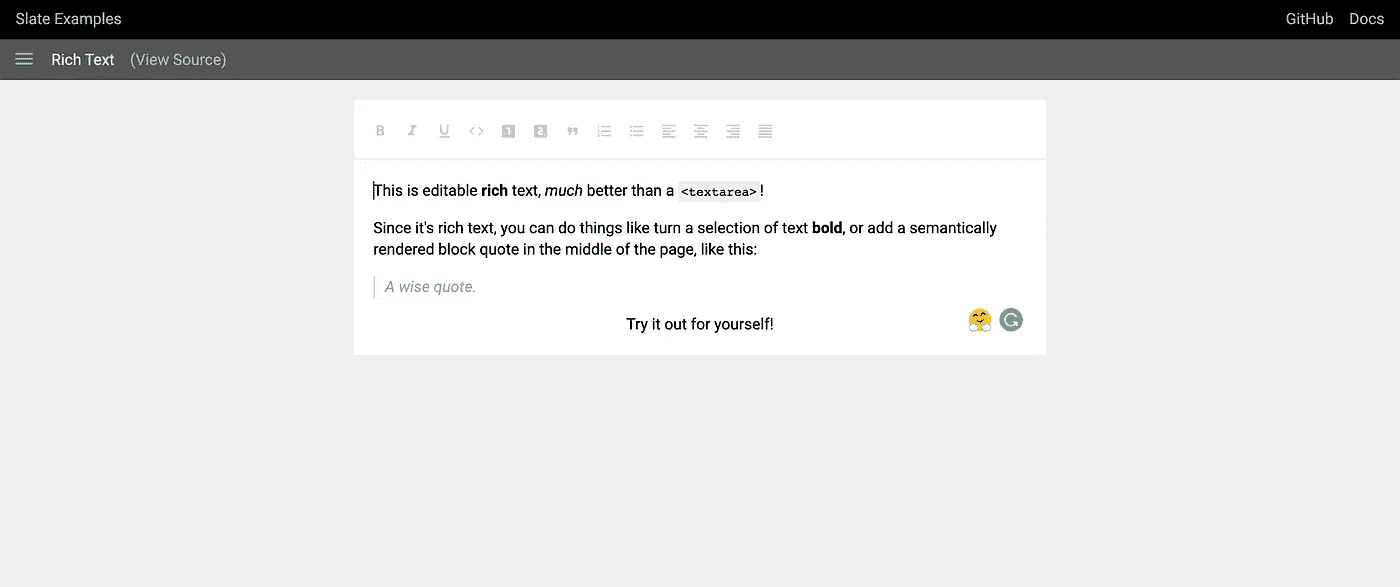 Slate Examples
GitHub Docs
Rich Text (View Source)
B I U <> 1 2 "
This is editable rich text, much better than a <textarea>!
Since it's rich text, you can do things like turn a selection of text bold, or add a semantically
rendered block quote in the middle of the page, like this:
A wise quote.
Try it out for yourself!